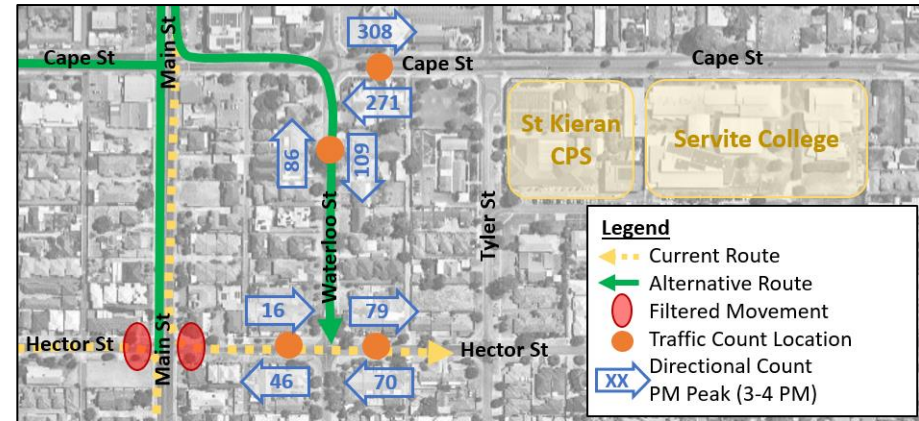 308
Main St
Cape St
Cape St
Cape St
271
St Kieran
CPS
Servite College
86
109
Waterloo St
Tyler St
16
79
Hector St
Main St
Hector St
46
70
Legend
Current Route
Alternative Route
Filtered Movement
Traffic Count Location
XX
Directional Count
PM Peak (3-4 PM)